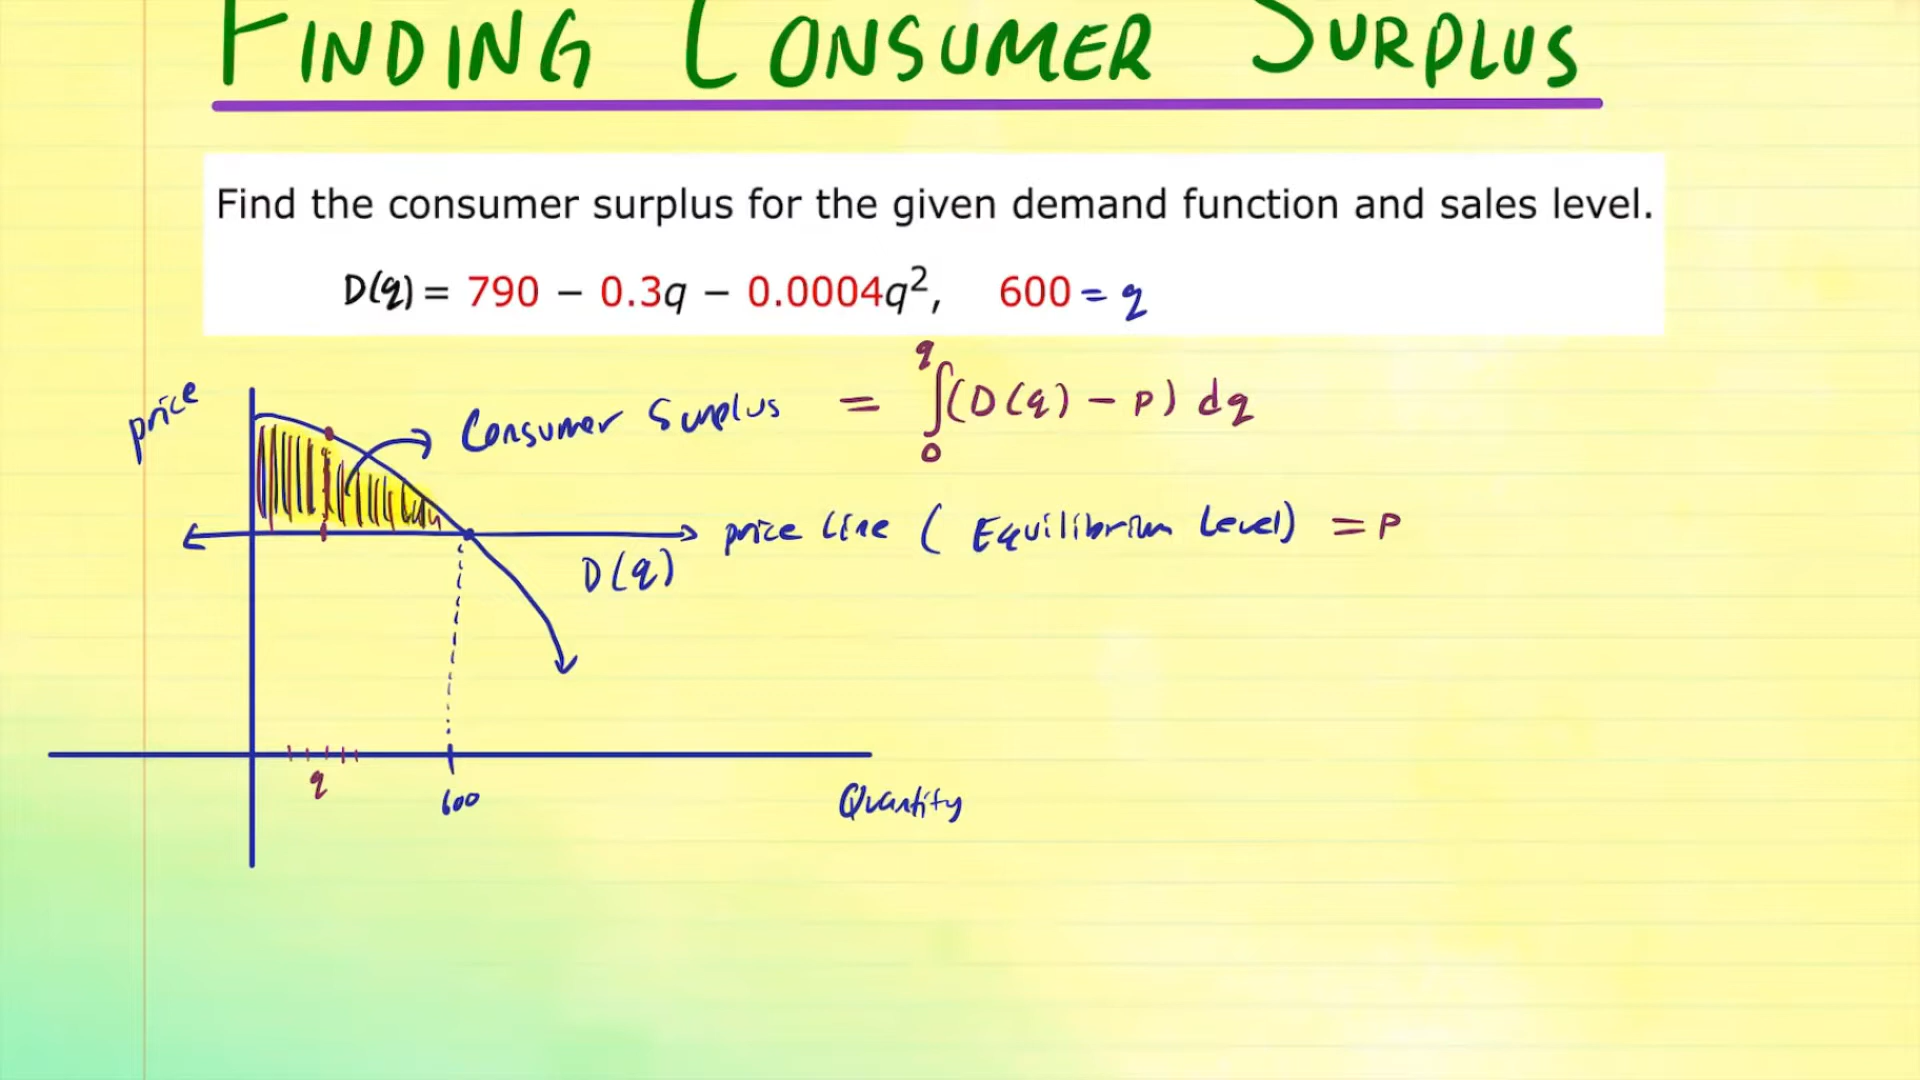 FINDING CONSUMER SURPLUS
Find the consumer surplus for the given demand function and sales level.
D(q) = 790 − 0.3q − 0.0004q², 600 = q
price
Consumer Surplus = ∫₀^q (D(q) − P) dq
price Line ( Equilibrium Level) = P
D(q)
q
600
Quantity